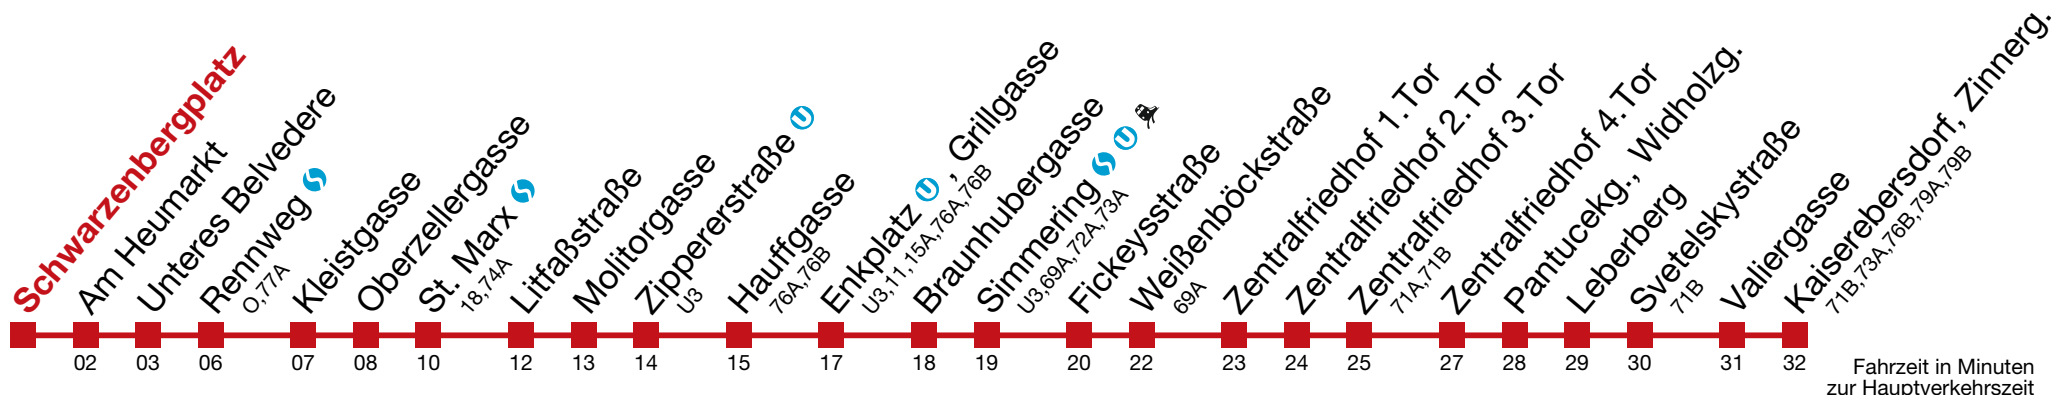 Schwarzenbergplatz
Am Heumarkt
Unteres Belvedere
Rennweg
O,77A
Kleistgasse
Oberzellergasse
St. Marx
18,74A
Litfaßstraße
Molitorgasse
Zippererstraße U
U3
Hauffgasse
76A,76B
Enkplatz U , Grillgasse
U3,11,15A,76A,76B
Braunhubergasse
Simmering U
U3,69A,72A,73A
Fickeysstraße
Weißenböckstraße
69A
Zentralfriedhof 1.Tor
Zentralfriedhof 2.Tor
Zentralfriedhof 3.Tor
71A,71B
Zentralfriedhof 4.Tor
Pantucekg., Widholzg.
Leberberg
Svetelskystraße
71B
Valiergasse
Kaiserebersdorf, Zinnerg.
71B,73A,76B,79A,79B
02 03 06 07 08 10 12 13 14 15 17 18 19 20 22 23 24 25 27 28 29 30 31 32
Fahrzeit in Minuten
zur Hauptverkehrszeit